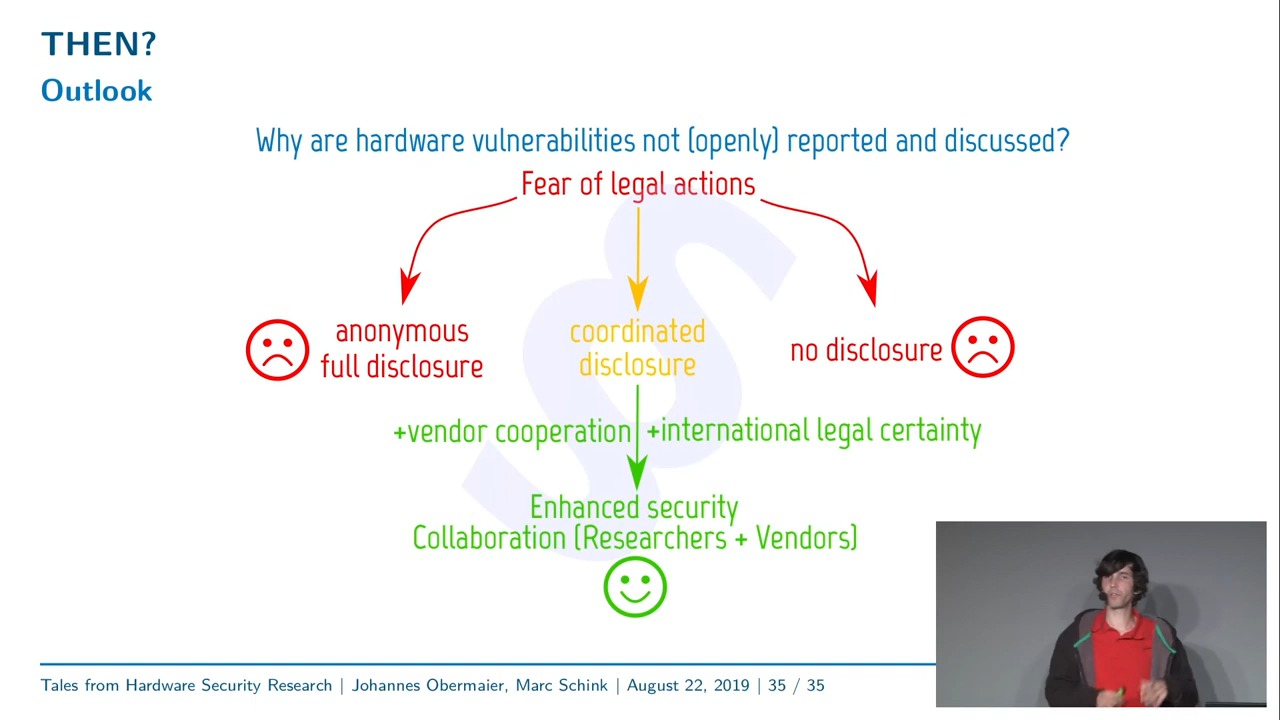 THEN?
Outlook
Why are hardware vulnerabilities not (openly) reported and discussed?
Fear of legal actions
anonymous
full disclosure
coordinated
disclosure
no disclosure
+vendor cooperation
+international legal certainty
Enhanced security
Collaboration (Researchers + Vendors)
Tales from Hardware Security Research | Johannes Obermaier, Marc Schink | August 22, 2019 | 35 / 35